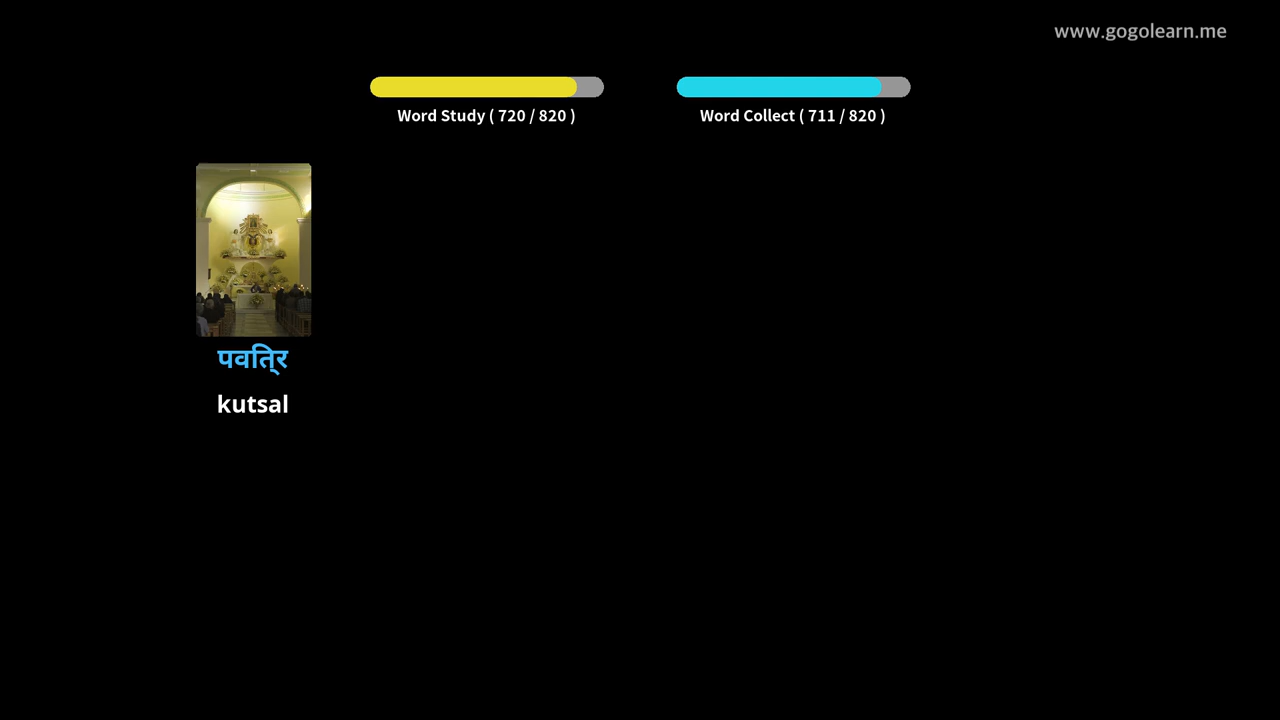 www.gogolearn.me
Word Study ( 720 / 820 )
Word Collect ( 711 / 820 )
पवित्र
kutsal